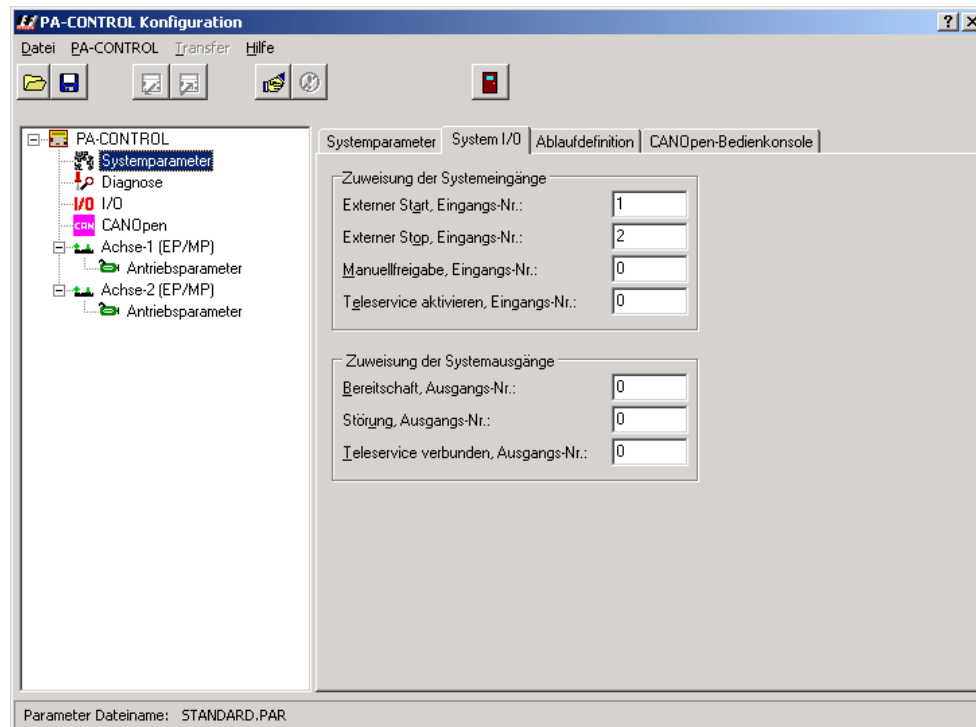 PA-CONTROL Konfiguration
Datei PA-CONTROL Transfer Hilfe
PA-CONTROL
Systemparameter
Diagnose
I/O I/O
CAN CANOpen
Achse-1 (EP/MP)
Antriebsparameter
Achse-2 (EP/MP)
Antriebsparameter
Systemparameter System I/O Ablaufdefinition CANOpen-Bedienkonsole
Zuweisung der Systemeingänge
Externer Start, Eingangs-Nr.: 1
Externer Stop, Eingangs-Nr.: 2
Manuellfreigabe, Eingangs-Nr.: 0
Teleservice aktivieren, Eingangs-Nr.: 0
Zuweisung der Systemausgänge
Bereitschaft, Ausgangs-Nr.: 0
Störung, Ausgangs-Nr.: 0
Teleservice verbunden, Ausgangs-Nr.: 0
Parameter Dateiname: STANDARD.PAR